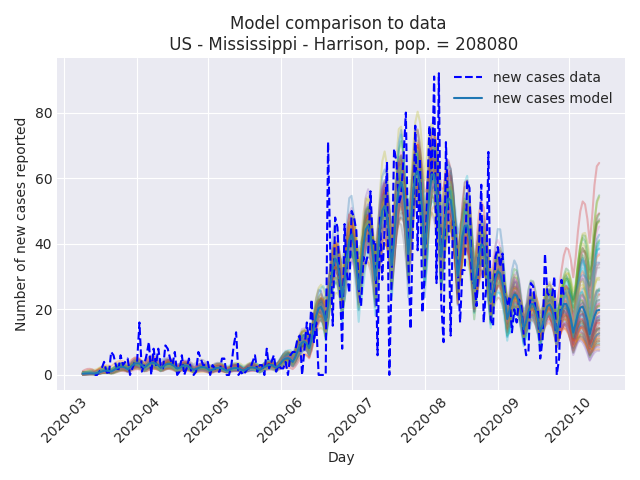 Model comparison to data
US - Mississippi - Harrison, pop. = 208080
new cases data
new cases model
Number of new cases reported
80
60
40
20
0
2020-03
2020-04
2020-05
2020-06
2020-07
2020-08
2020-09
2020-10
Day